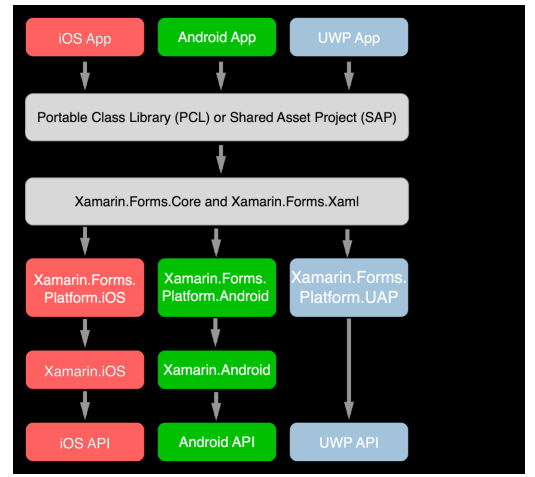 iOS App
Android App
UWP App
Portable Class Library (PCL) or Shared Asset Project (SAP)
Xamarin.Forms.Core and Xamarin.Forms.Xaml
Xamarin.Forms.
Platform.iOS
Xamarin.Forms.
Platform.Android
Xamarin.Forms.
Platform.UAP
Xamarin.iOS
Xamarin.Android
iOS API
Android API
UWP API